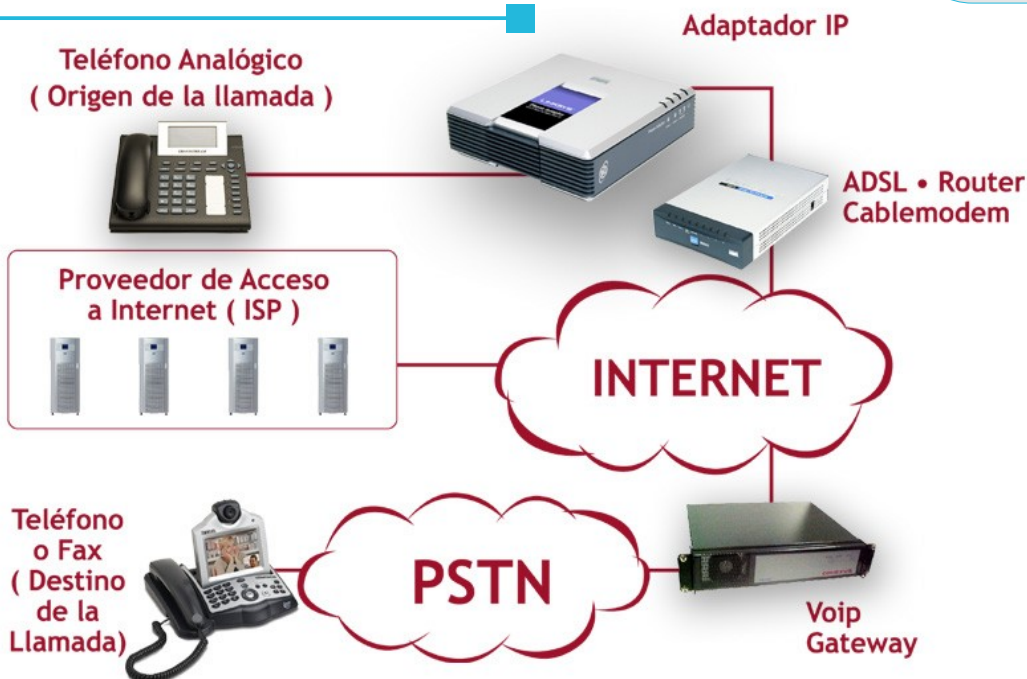 Adaptador IP
Teléfono Analógico
( Origen de la llamada )
LINKSYS
ADSL • Router
Cablemodem
Proveedor de Acceso
a Internet ( ISP )
INTERNET
Teléfono
o Fax
( Destino
de la
Llamada)
PSTN
Voip
Gateway